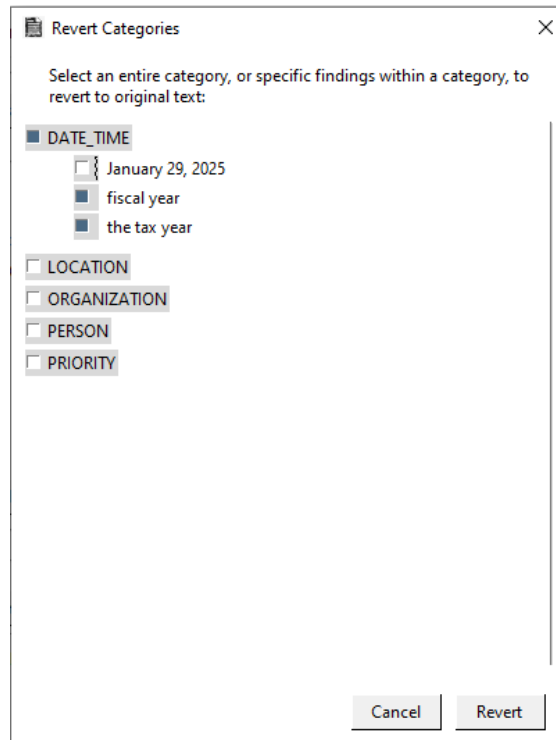 Revert Categories
Select an entire category, or specific findings within a category, to
revert to original text:
DATE_TIME
January 29, 2025
fiscal year
the tax year
LOCATION
ORGANIZATION
PERSON
PRIORITY
Cancel Revert